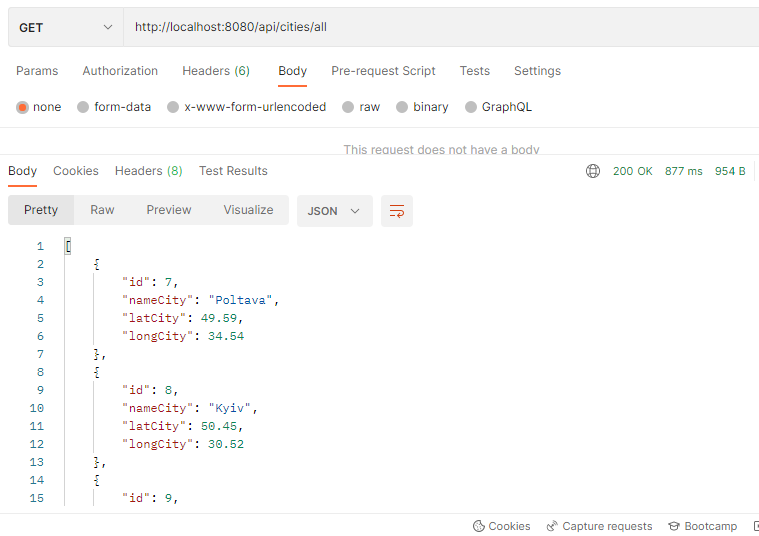 GET http://localhost:8080/api/cities/all
Params Authorization Headers (6) Body Pre-request Script Tests Settings
none form-data x-www-form-urlencoded raw binary GraphQL
This request does not have a body
Body Cookies Headers (8) Test Results 200 OK 877 ms 954 B
Pretty Raw Preview Visualize JSON
1 [
2 {
3 "id": 7,
4 "nameCity": "Poltava",
5 "latCity": 49.59,
6 "longCity": 34.54
7 },
8 {
9 "id": 8,
10 "nameCity": "Kyiv",
11 "latCity": 50.45,
12 "longCity": 30.52
13 },
14 {
15 "id": 9,
Cookies Capture requests Bootcamp